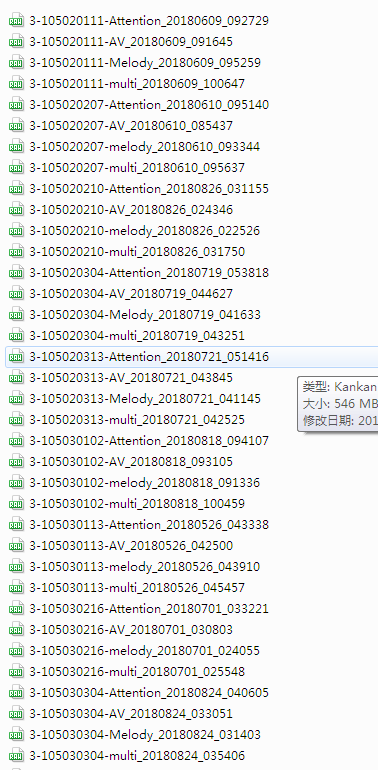 3-105020111-Attention_20180609_092729
3-105020111-AV_20180609_091645
3-105020111-Melody_20180609_095259
3-105020111-multi_20180609_100647
3-105020207-Attention_20180610_095140
3-105020207-AV_20180610_085437
3-105020207-melody_20180610_093344
3-105020207-multi_20180610_095637
3-105020210-Attention_20180826_031155
3-105020210-AV_20180826_024346
3-105020210-melody_20180826_022526
3-105020210-multi_20180826_031750
3-105020304-Attention_20180719_053818
3-105020304-AV_20180719_044627
3-105020304-Melody_20180719_041633
3-105020304-multi_20180719_043251
3-105020313-Attention_20180721_051416
3-105020313-AV_20180721_043845
类型: Kankan
3-105020313-Melody_20180721_041145
大小: 546 MB
3-105020313-multi_20180721_042525
修改日期: 201
3-105030102-Attention_20180818_094107
3-105030102-AV_20180818_093105
3-105030102-melody_20180818_091336
3-105030102-multi_20180818_100459
3-105030113-Attention_20180526_043338
3-105030113-AV_20180526_042500
3-105030113-melody_20180526_043910
3-105030113-multi_20180526_045457
3-105030216-Attention_20180701_033221
3-105030216-AV_20180701_030803
3-105030216-melody_20180701_024055
3-105030216-multi_20180701_025548
3-105030304-Attention_20180824_040605
3-105030304-AV_20180824_033051
3-105030304-Melody_20180824_031403
3-105030304-multi_20180824_035406